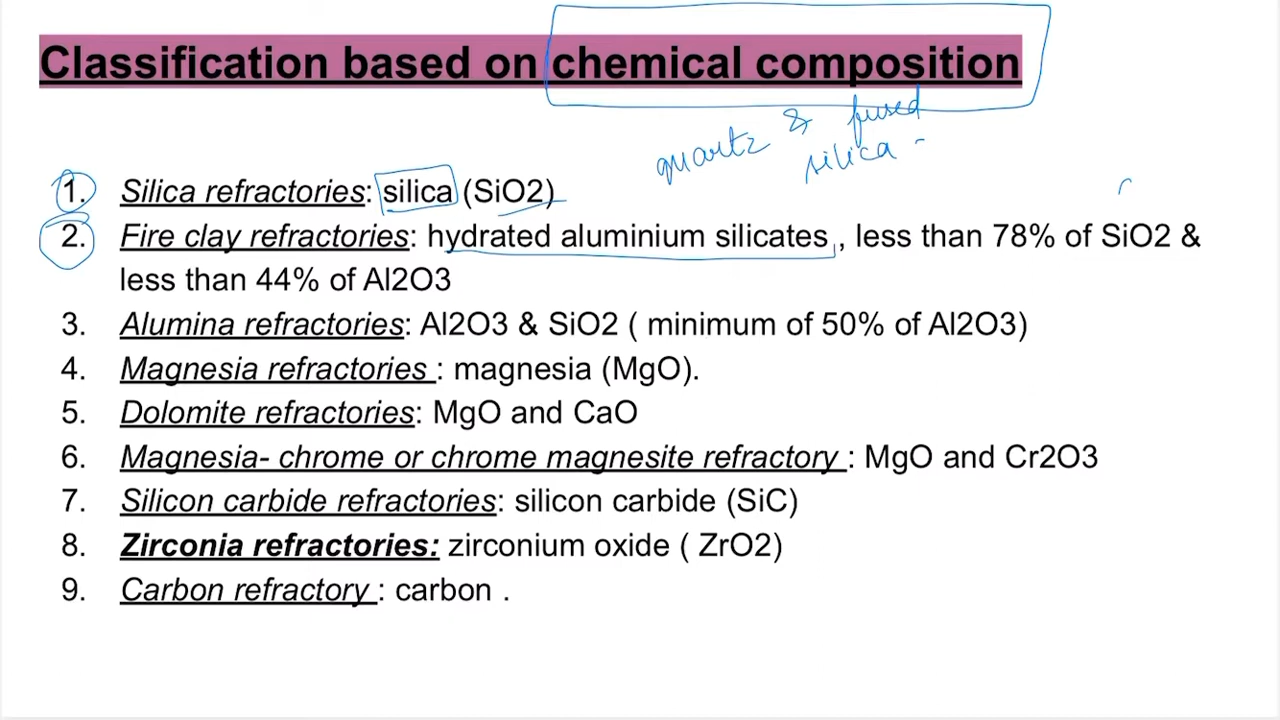 Classification based on chemical composition
quartz & fused
silica -
1. Silica refractories: silica (SiO2)
2. Fire clay refractories: hydrated aluminium silicates , less than 78% of SiO2 &
less than 44% of Al2O3
3. Alumina refractories: Al2O3 & SiO2 ( minimum of 50% of Al2O3)
4. Magnesia refractories : magnesia (MgO).
5. Dolomite refractories: MgO and CaO
6. Magnesia- chrome or chrome magnesite refractory : MgO and Cr2O3
7. Silicon carbide refractories: silicon carbide (SiC)
8. Zirconia refractories: zirconium oxide ( ZrO2)
9. Carbon refractory : carbon .